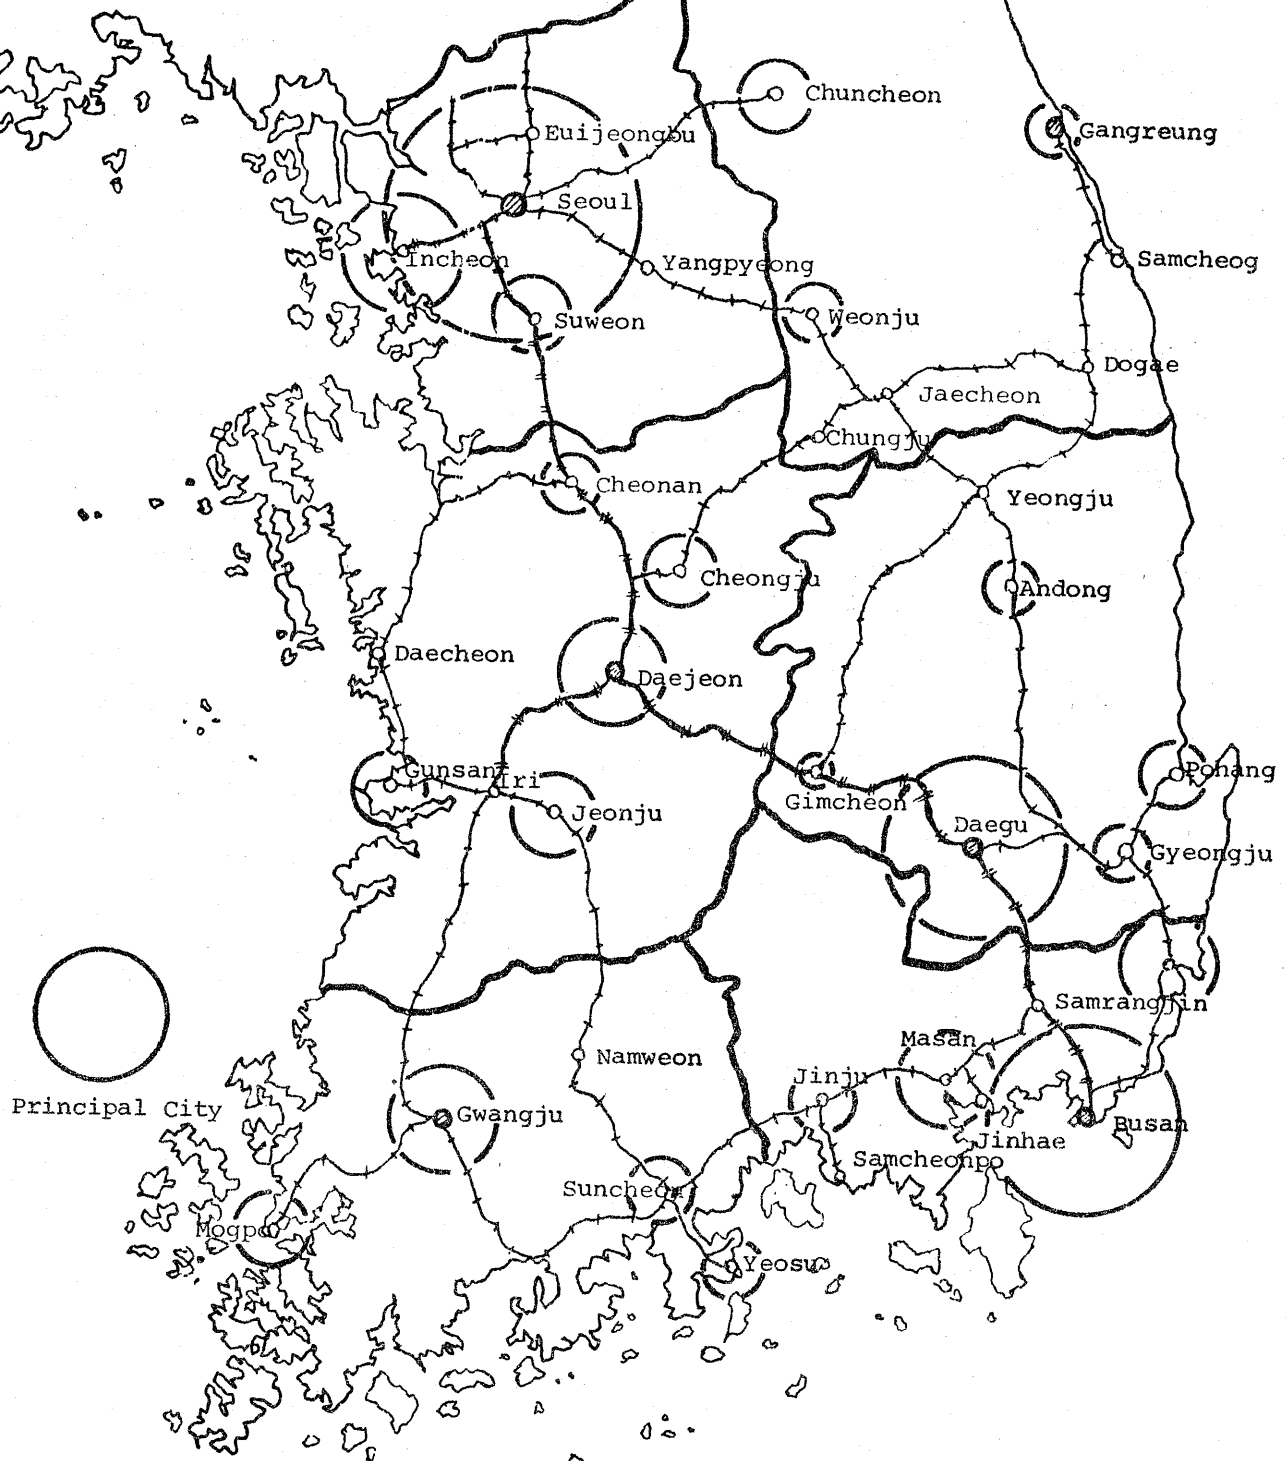 Chuncheon
Gangreung
Euijeongbu
Seoul
Incheon
Yangpyeong
Samcheog
Suweon
Weonju
Dogae
Jaecheon
Chungju
Cheonan
Yeongju
Cheongju
Andong
Daecheon
Daejeon
Gunsan
Iri
Pohang
Gimcheon
Jeonju
Daegu
Gyeongju
Samrangjin
Masan
Namweon
Jinju
Principal City
Gwangju
Busan
Jinhae
Samcheonpo
Suncheon
Mogpo
Yeosu